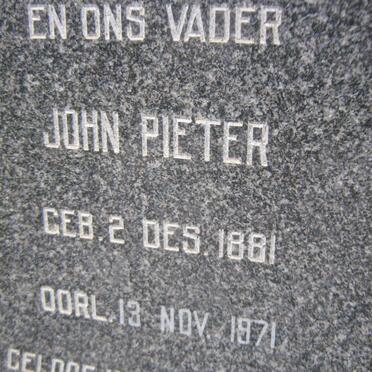 EN ONS VADER
JOHN PIETER
GEB. 2 DES. 1881
OORL. 13 NOV. 1971